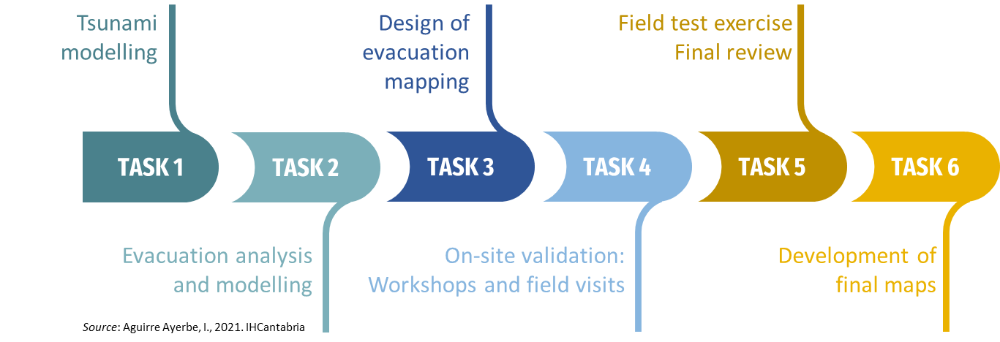 Tsunami
modelling
Design of
evacuation
mapping
Field test exercise
Final review
TASK 1
TASK 2
TASK 3
TASK 4
TASK 5
TASK 6
Evacuation analysis
and modelling
On-site validation:
Workshops and field visits
Development of
final maps
Source: Aguirre Ayerbe, I., 2021. IHCantabria